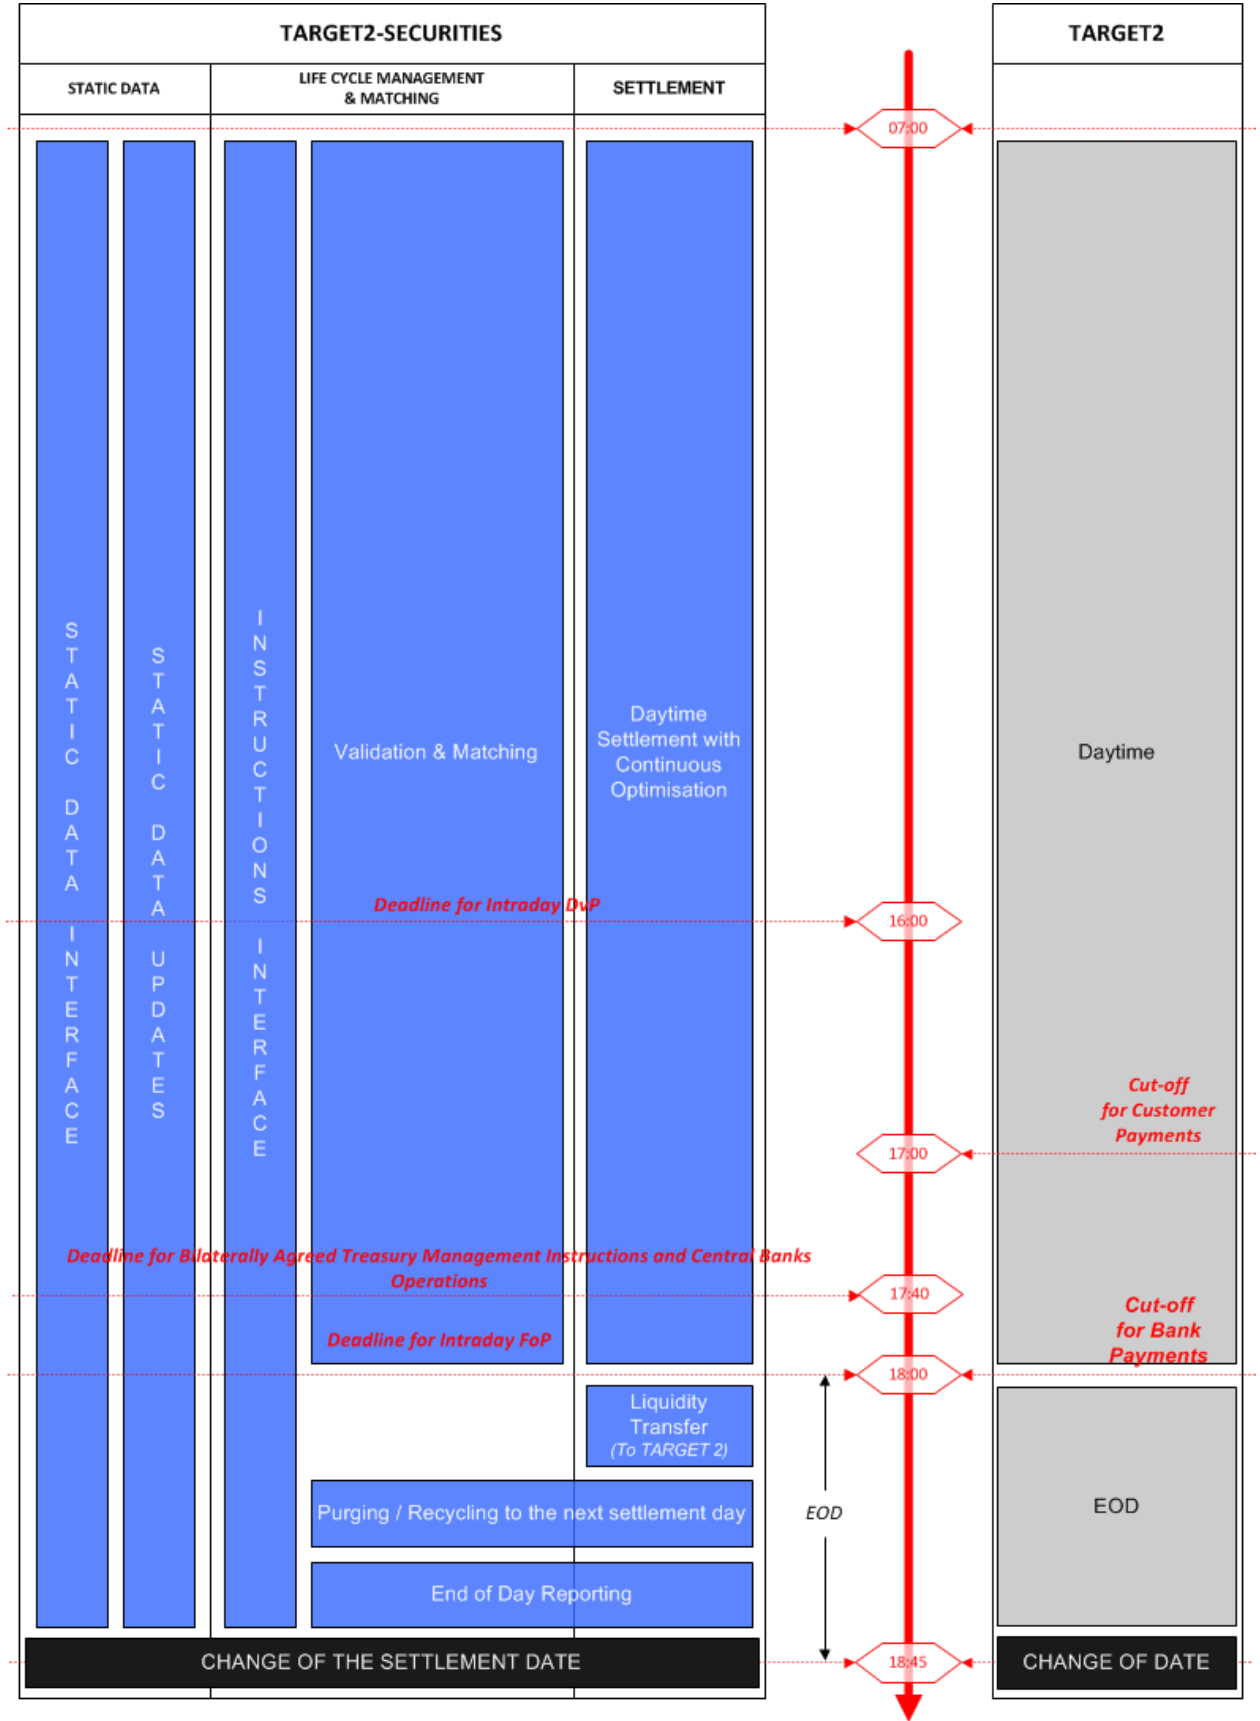 TARGET2-SECURITIES
TARGET2
STATIC DATA
LIFE CYCLE MANAGEMENT
& MATCHING
SETTLEMENT
07:00
STATIC DATA INTERFACE
STATIC DATA UPDATES
INSTRUCTIONS INTERFACE
Validation & Matching
Daytime
Settlement with
Continuous
Optimisation
Daytime
Deadline for Intraday DvP
16:00
Cut-off
for Customer
Payments
17:00
Deadline for Bilaterally Agreed Treasury Management Instructions and Central Banks
Operations
17:40
Cut-off
for Bank
Payments
Deadline for Intraday FoP
18:00
Liquidity
Transfer
(To TARGET 2)
Purging / Recycling to the next settlement day
EOD
EOD
End of Day Reporting
CHANGE OF THE SETTLEMENT DATE
18:45
CHANGE OF DATE